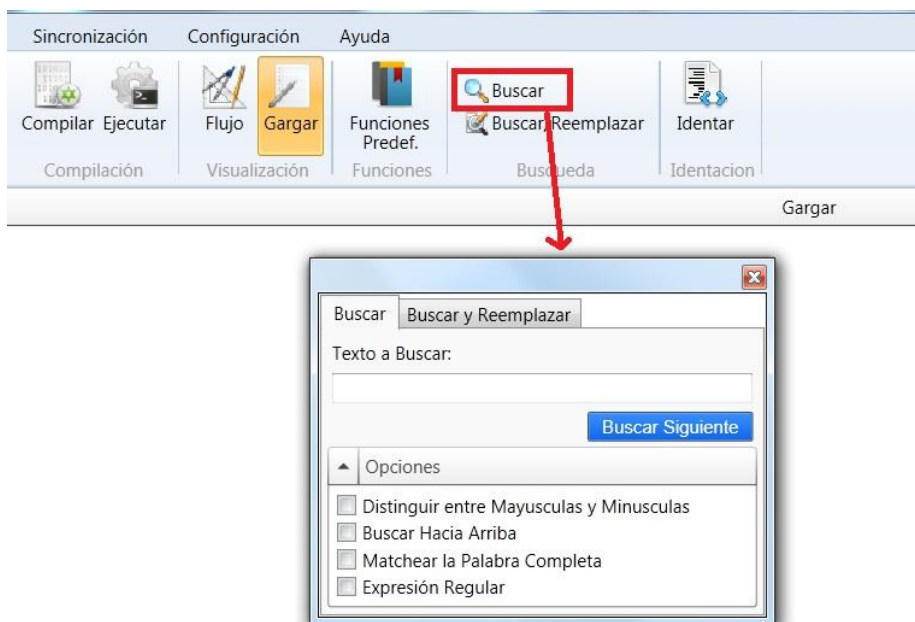 Sincronización Configuración Ayuda
Compilar Ejecutar Flujo Gargar Funciones Predef. Buscar Buscar/Reemplazar Identar
Compilación Visualización Funciones Busqueda Identacion
Gargar
Buscar Buscar y Reemplazar
Texto a Buscar:
Buscar Siguiente
Opciones
Distinguir entre Mayusculas y Minusculas
Buscar Hacia Arriba
Matchear la Palabra Completa
Expresión Regular